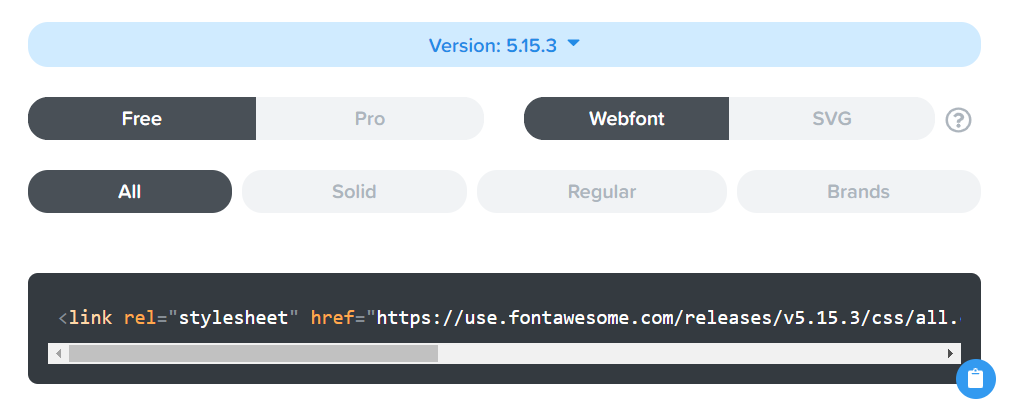 Version: 5.15.3
Free Pro Webfont SVG ?
All Solid Regular Brands
<link rel="stylesheet" href="https://use.fontawesome.com/releases/v5.15.3/css/all.